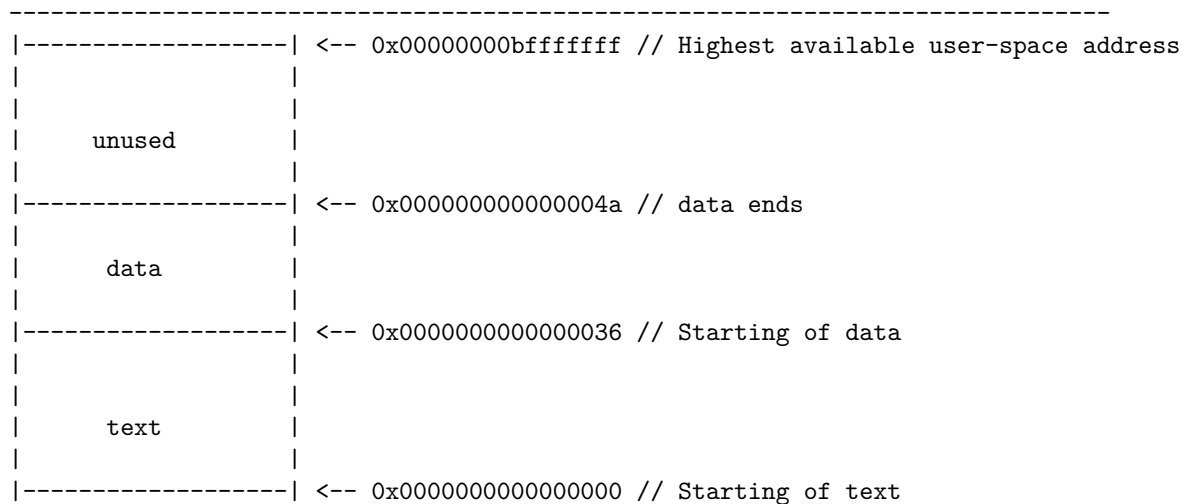 -------------------------------------------------------------------------------
|-------------------| <-- 0x00000000bfffffff // Highest available user-space address
|                   |
|                   |
|     unused        |
|                   |
|-------------------| <-- 0x000000000000004a // data ends
|                   |
|      data         |
|                   |
|-------------------| <-- 0x0000000000000036 // Starting of data
|                   |
|                   |
|      text         |
|                   |
|-------------------| <-- 0x0000000000000000 // Starting of text